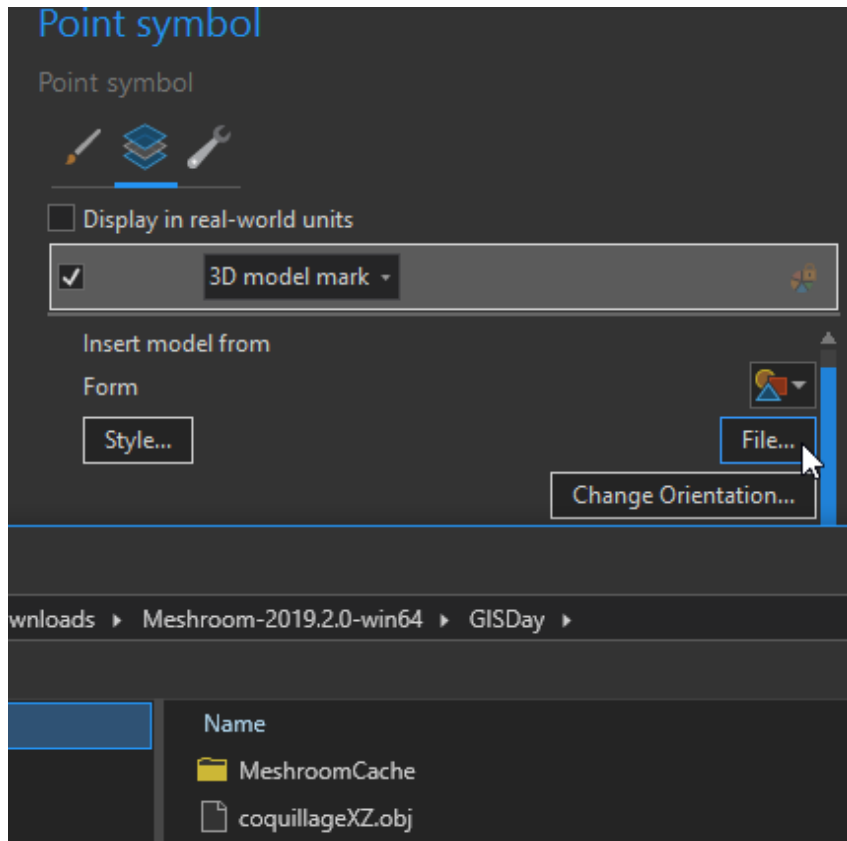 Point symbol
Point symbol
Display in real-world units
3D model mark
Insert model from
Form
Style...
File...
Change Orientation...
wnloads ▸ Meshroom-2019.2.0-win64 ▸ GISDay ▸
Name
MeshroomCache
coquillageXZ.obj